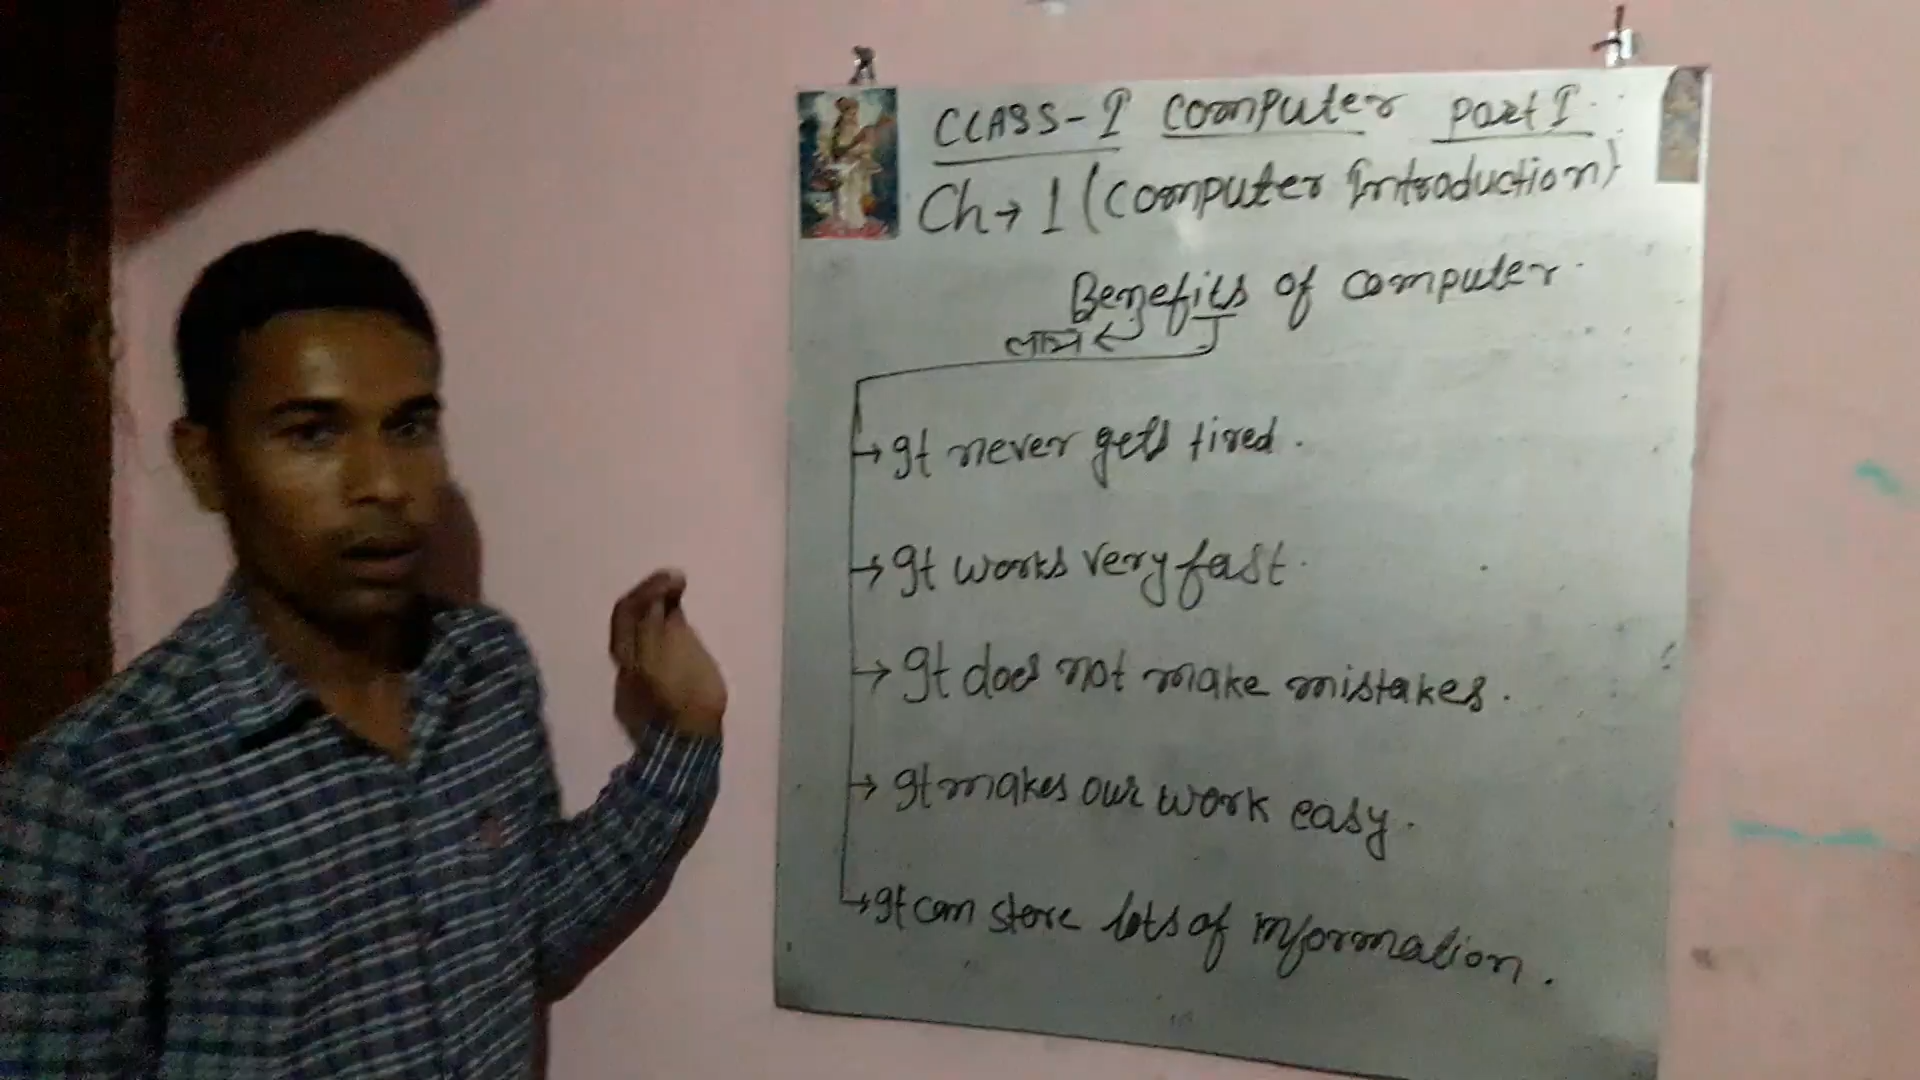 CLASS-I Computer Part I
Ch→ 1 (Computer Introduction)
Benefits of computer
लाभ ←
→ It never gets tired.
→ It works very fast.
→ It does not make mistakes.
→ It makes our work easy.
→ It can store lots of information.